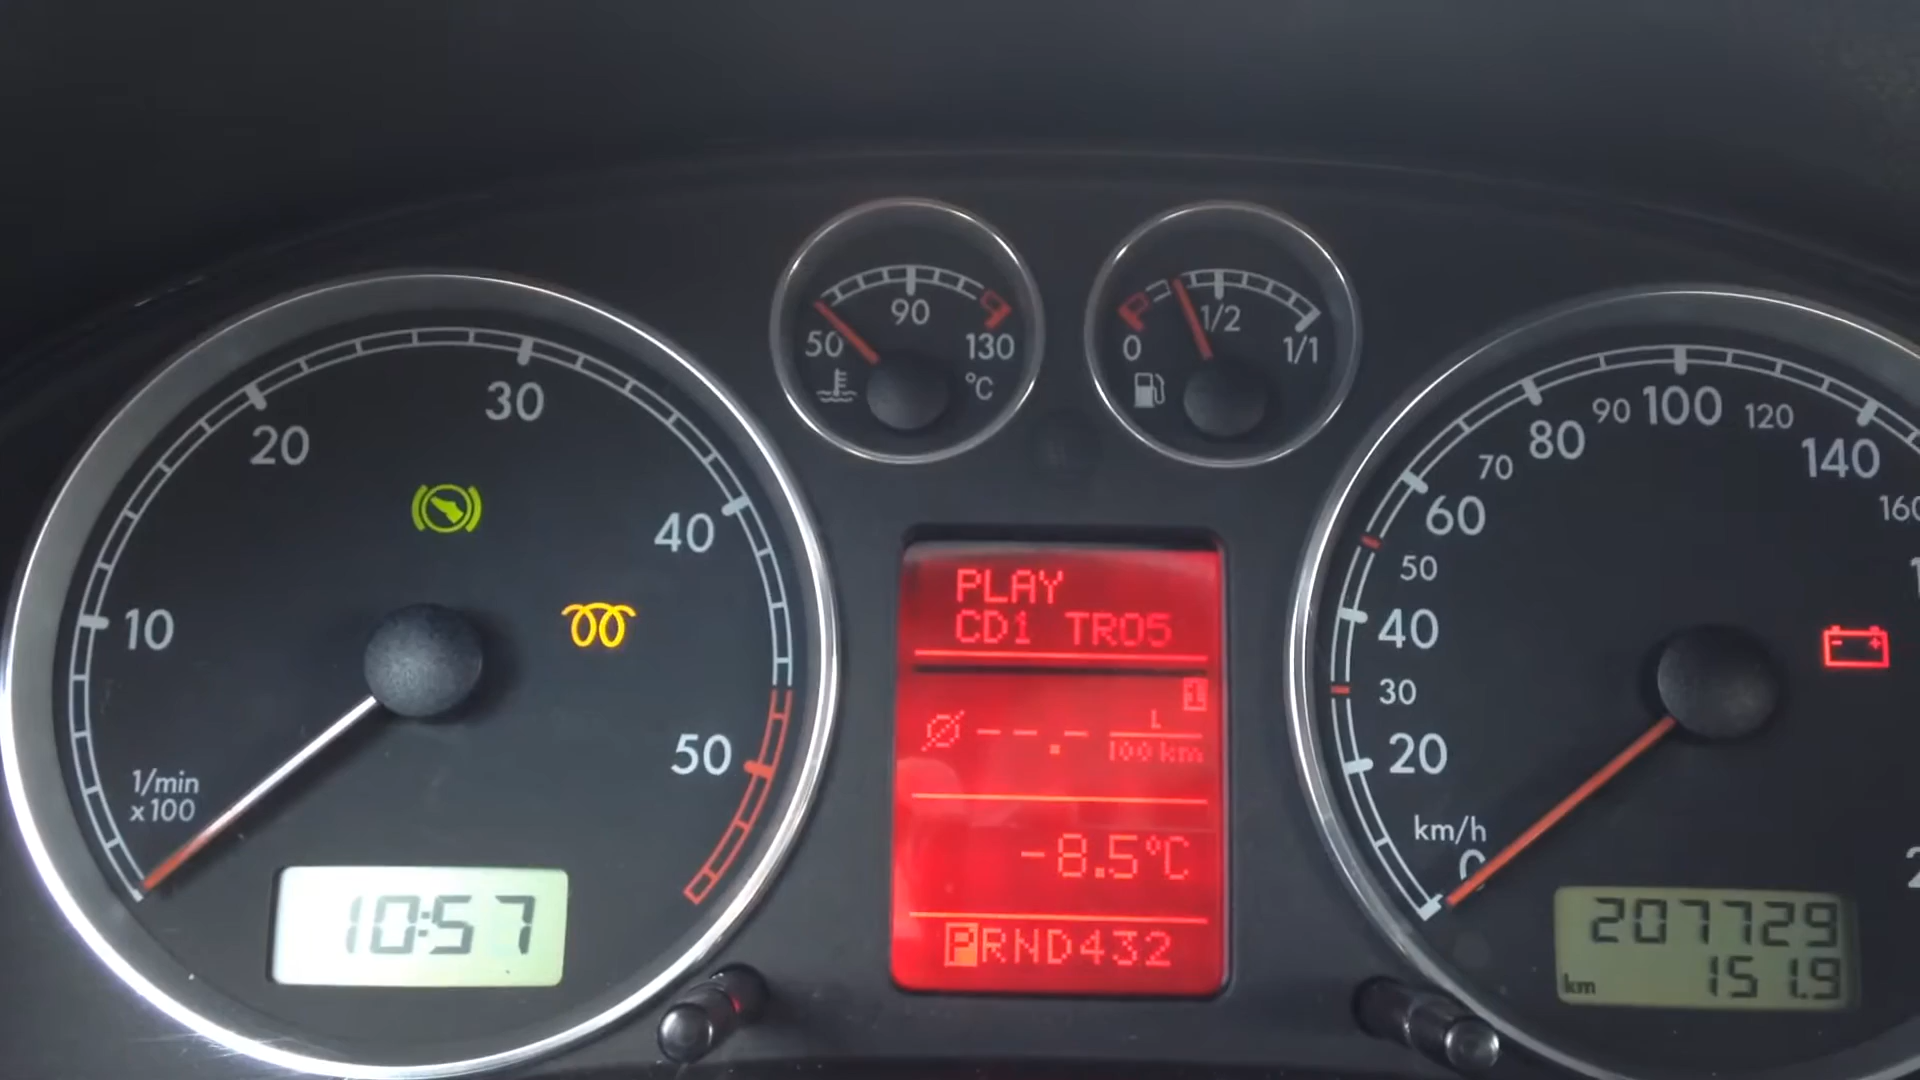 10
20
30
40
50
1/min
x100
10:57
50
90
130
°C
0
1/2
1/1
PLAY
CD1 TR05
1
Ø --.- L
100 km
-8.5°C
PRND432
20
30
40
50
60
70
80
90
100
120
140
km/h
207729
km 151.9